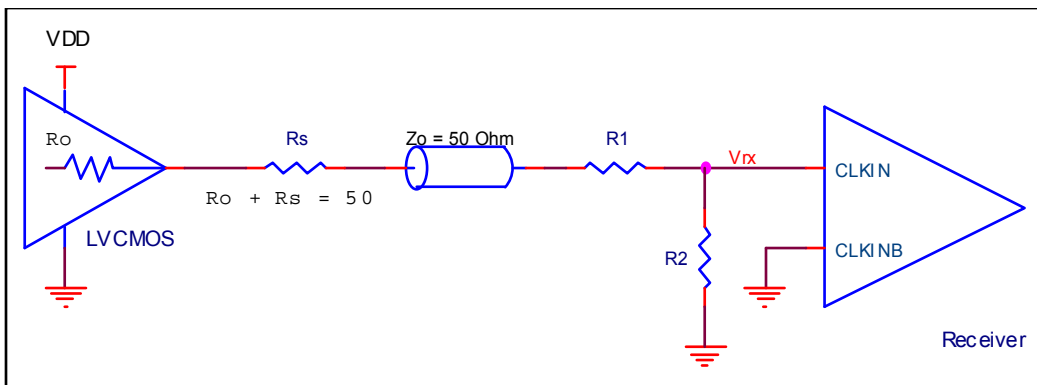 VDD
Ro
Rs
Zo = 50 Ohm
R1
Vrx
CLKIN
Ro + Rs = 50
LVCMOS
R2
CLKINB
Receiver